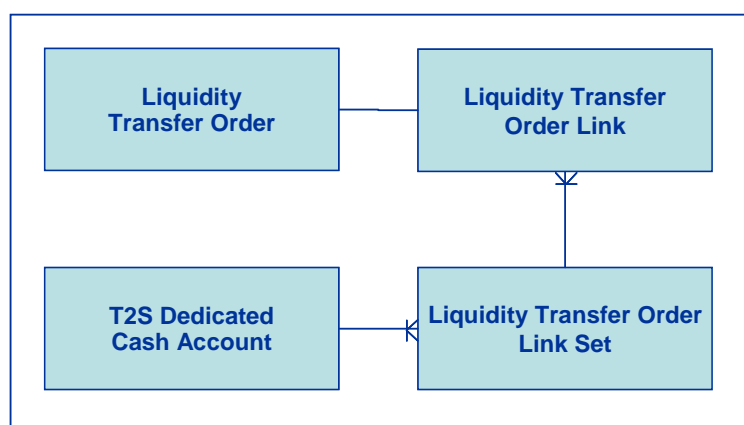 Liquidity
Transfer Order
Liquidity Transfer
Order Link
T2S Dedicated
Cash Account
Liquidity Transfer Order
Link Set